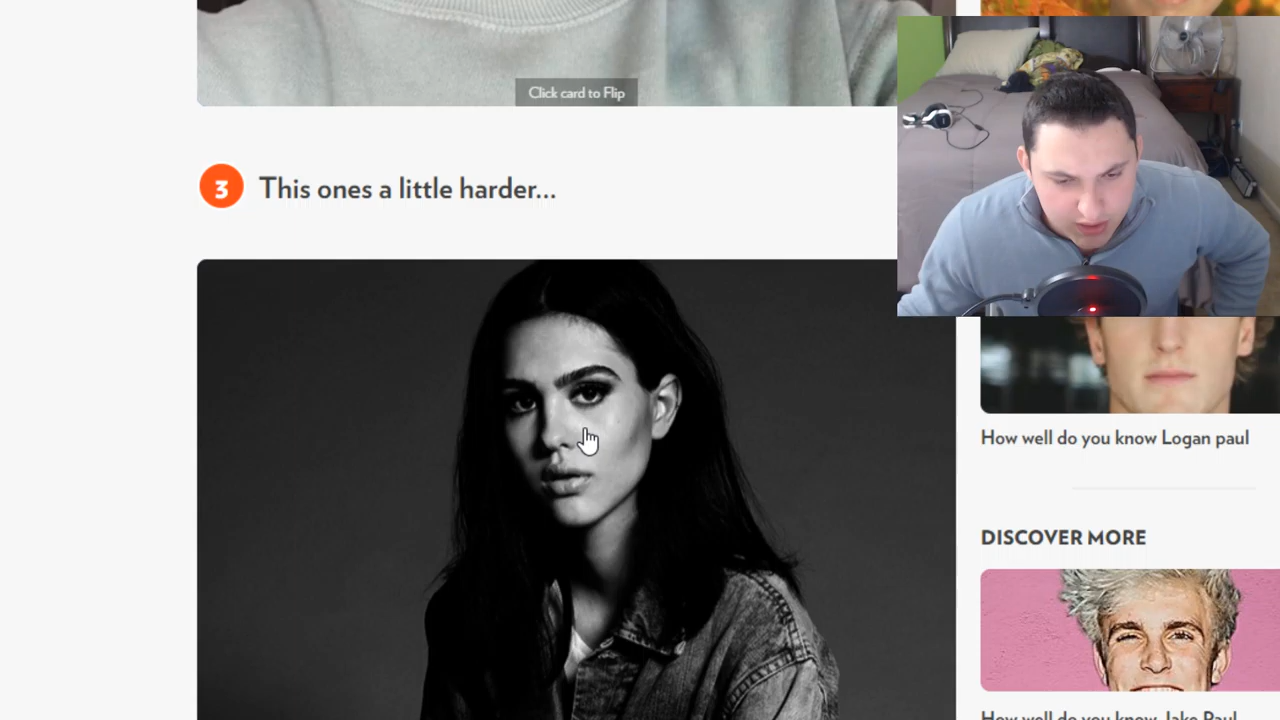 Click card to Flip
3 This ones a little harder...
How well do you know Logan paul
DISCOVER MORE
How well do you know Jake Paul